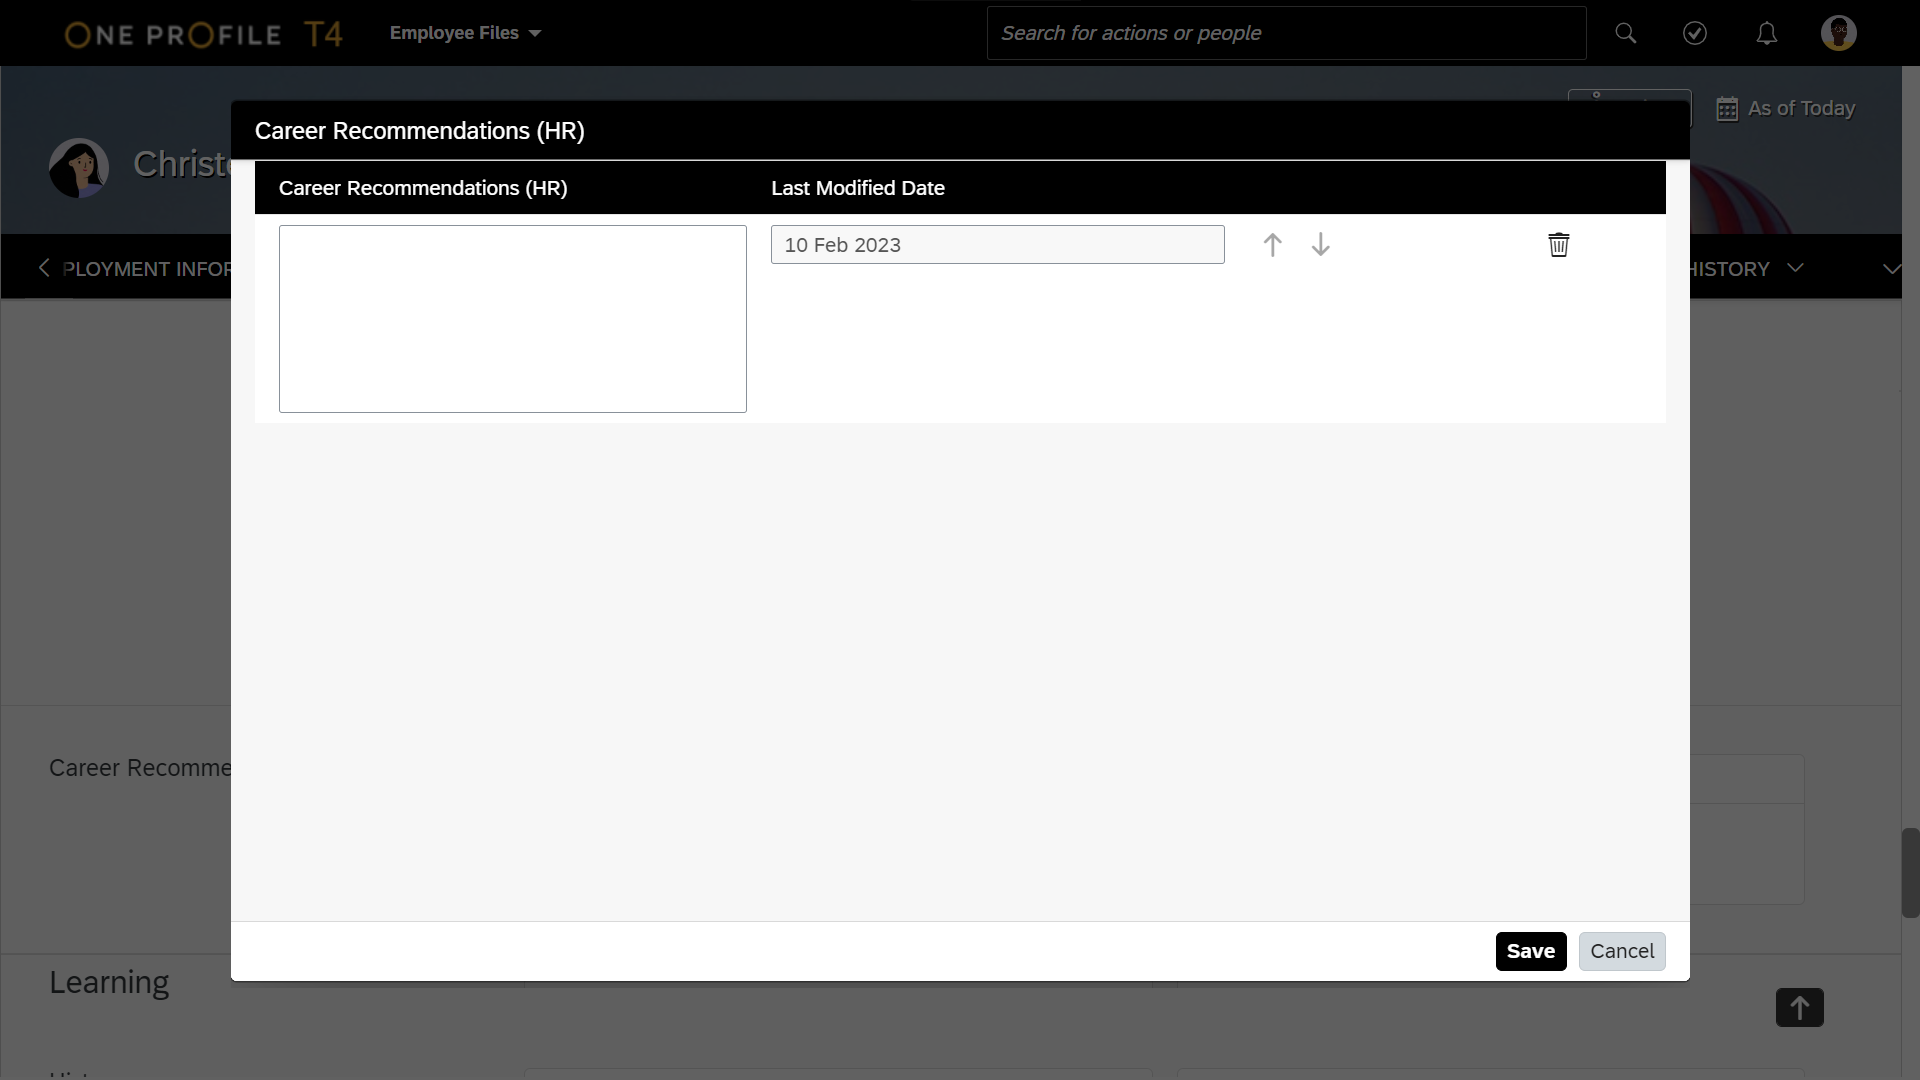 ONE PROFILE T4
Employee Files
Search for actions or people
As of Today
Career Recommendations (HR)
Career Recommendations (HR)
Last Modified Date
10 Feb 2023
PLOYMENT INFOR
HISTORY
Career Recomme
Save
Cancel
Learning